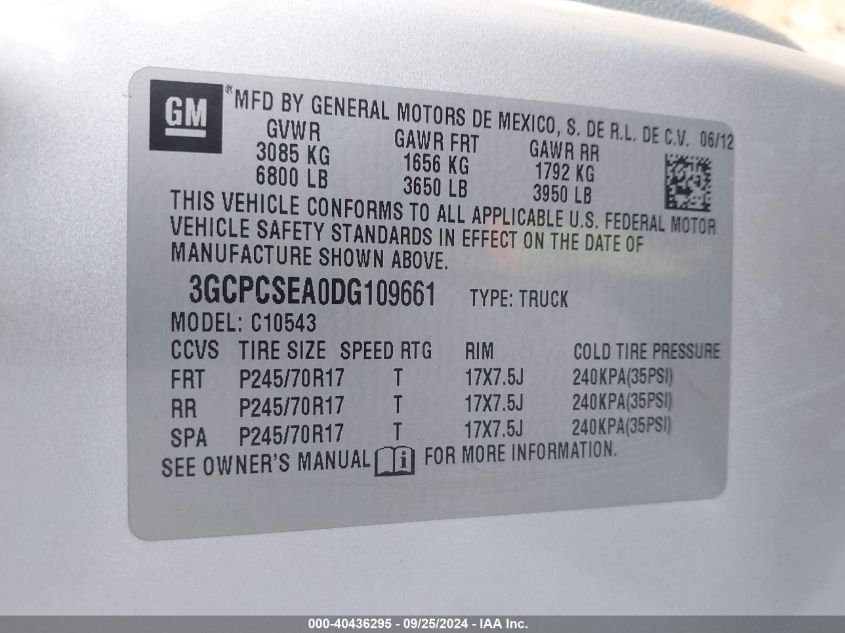 GM ® MFD BY GENERAL MOTORS DE MEXICO, S. DE R.L. DE C.V. 06/12
GVWR GAWR FRT GAWR RR
3085 KG 1656 KG 1792 KG
6800 LB 3650 LB 3950 LB
THIS VEHICLE CONFORMS TO ALL APPLICABLE U.S. FEDERAL MOTOR
VEHICLE SAFETY STANDARDS IN EFFECT ON THE DATE OF
MANUFACTURE SHOWN ABOVE.
3GCPCSEA0DG109661 TYPE: TRUCK
MODEL: C10543
CCVS TIRE SIZE SPEED RTG RIM COLD TIRE PRESSURE
FRT P245/70R17 T 17X7.5J 240KPA(35PSI)
RR P245/70R17 T 17X7.5J 240KPA(35PSI)
SPA P245/70R17 T 17X7.5J 240KPA(35PSI)
SEE OWNER'S MANUAL i FOR MORE INFORMATION.
000-40436295 - 09/25/2024 - IAA Inc.